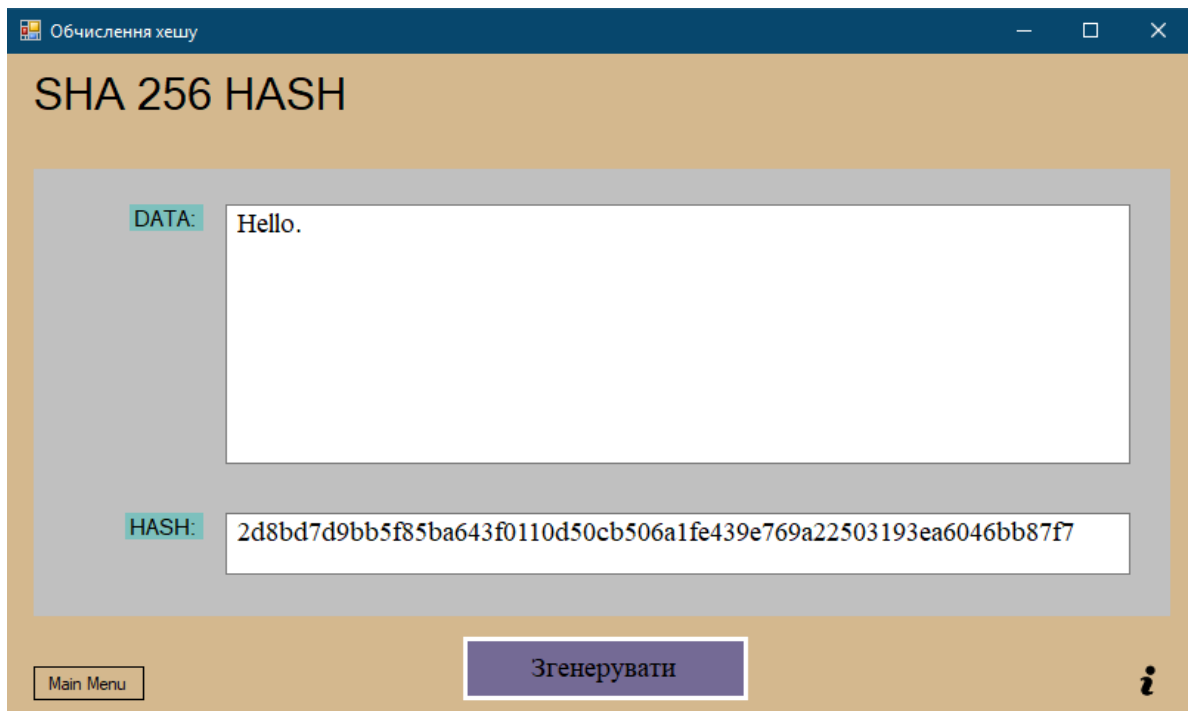 Обчислення хешу
SHA 256 HASH
DATA:
Hello.
HASH:
2d8bd7d9bb5f85ba643f0110d50cb506a1fe439e769a22503193ea6046bb87f7
Згенерувати
Main Menu
i